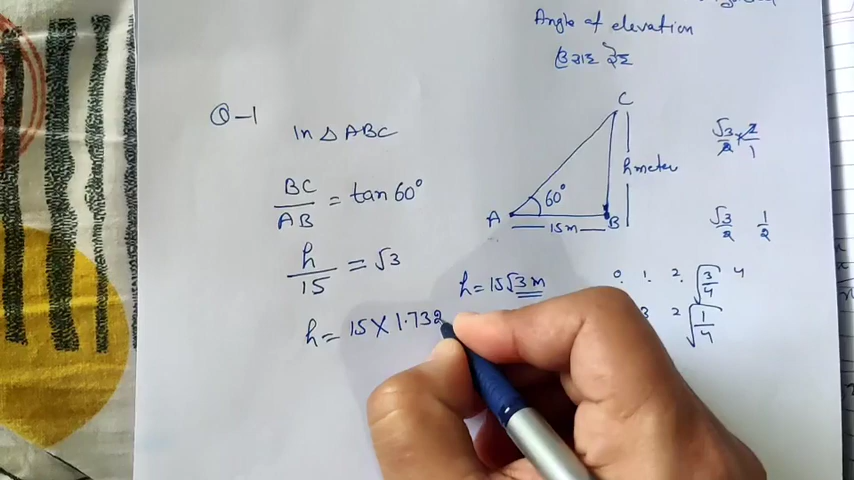 Angle of elevation
Q-1
In △ ABC
C
BC/AB = tan 60°
60°
h meter
A
15 m
B
h/15 = √3
h = 15√3 m
h = 15 × 1.732
√3/2 × 2/1
√3/2 1/2
0. 1. 2. √3/4 4
3 2 √1/4